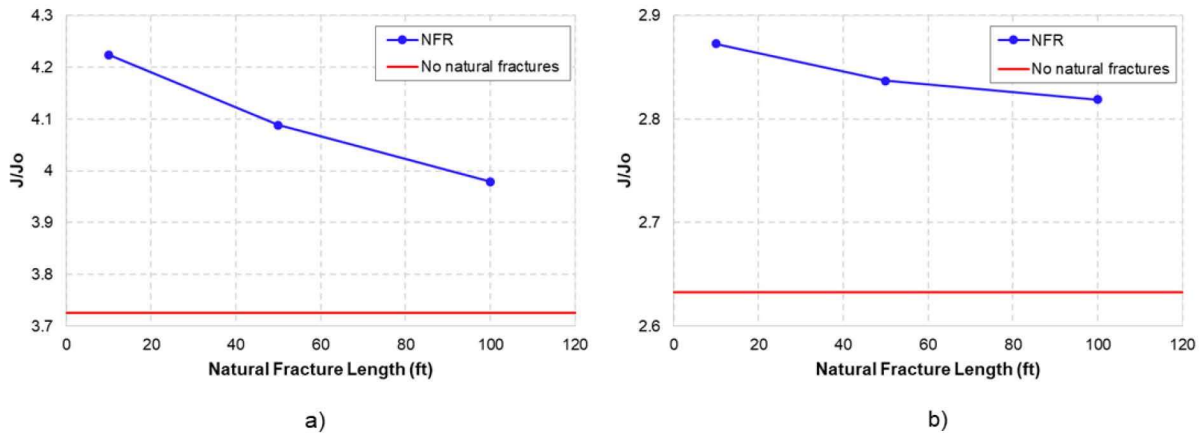 4.3
4.2
4.1
4
3.9
3.8
3.7
J/Jo
NFR
No natural fractures
0 20 40 60 80 100 120
Natural Fracture Length (ft)
a)
2.9
2.8
2.7
2.6
J/Jo
NFR
No natural fractures
0 20 40 60 80 100 120
Natural Fracture Length (ft)
b)